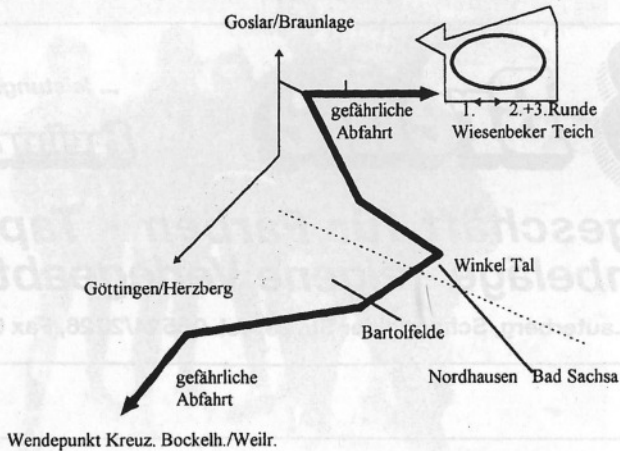 Goslar/Braunlage
gefährliche
Abfahrt
1. 2.+3.Runde
Wiesenbeker Teich
Göttingen/Herzberg
Winkel Tal
Bartolfelde
Nordhausen Bad Sachsa
gefährliche
Abfahrt
Wendepunkt Kreuz. Bockelh./Weilr.